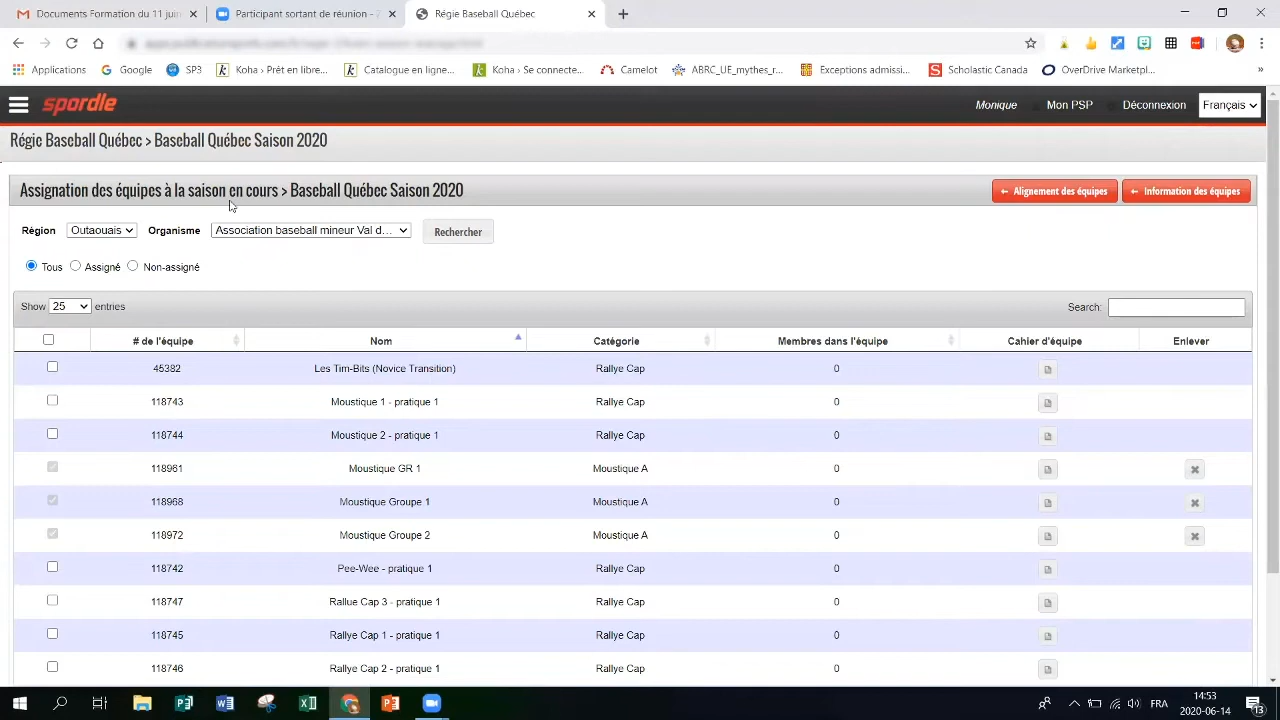 Documents Formation du 11 juin
Participant sortant de réunion -
Régie Baseball Québec
Applications
Google
SP3
Koha › Prêt en libre...
Catalogue en ligne...
Koha › Se connecte...
Camelot
ABRC_UE_mythes_r...
Exceptions admissi...
Scholastic Canada
OverDrive Marketpl...
»
spordle
Monique
Mon PSP
Déconnexion
Français
Régie Baseball Québec > Baseball Québec Saison 2020
Assignation des équipes à la saison en cours > Baseball Québec Saison 2020
← Alignement des équipes
← Information des équipes
Région Outaouais Organisme Association baseball mineur Val d... Rechercher
Tous Assigné Non-assigné
Show 25 entries
Search:
# de l'équipe Nom Catégorie Membres dans l'équipe Cahier d'équipe Enlever
45382 Les Tim-Bits (Novice Transition) Rallye Cap 0
118743 Moustique 1 - pratique 1 Rallye Cap 0
118744 Moustique 2 - pratique 1 Rallye Cap 0
118961 Moustique GR 1 Moustique A 0
118968 Moustique Groupe 1 Moustique A 0
118972 Moustique Groupe 2 Moustique A 0
118742 Pee-Wee - pratique 1 Rallye Cap 0
118747 Rallue Cap 3 - pratique 1 Rallye Cap 0
118745 Rallye Cap 1 - pratique 1 Rallye Cap 0
118746 Rallye Cap 2 - pratique 1 Rallye Cap 0
FRA
14:53
2020-06-14
13